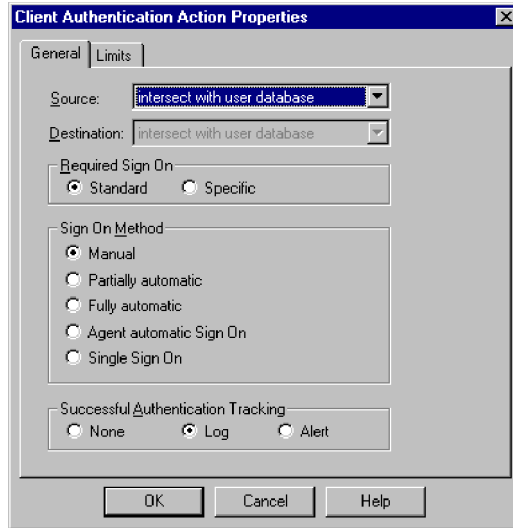 Client Authentication Action Properties
General Limits
Source: intersect with user database
Destination: intersect with user database
Required Sign On
Standard Specific
Sign On Method
Manual
Partially automatic
Fully automatic
Agent automatic Sign On
Single Sign On
Successful Authentication Tracking
None Log Alert
OK Cancel Help